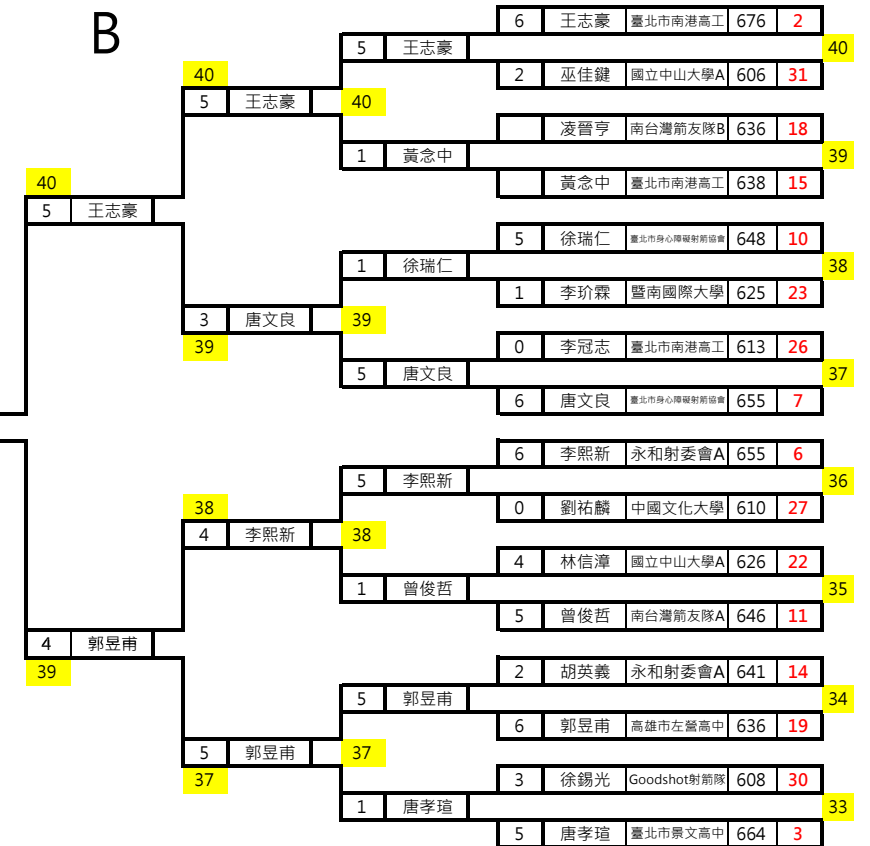 B
6 王志豪 臺北市南港高工 676 2
5 王志豪 40
40
2 巫佳鍵 國立中山大學A 606 31
5 王志豪 40
凌晉亨 南台灣箭友隊B 636 18
1 黃念中 39
40
黃念中 臺北市南港高工 638 15
5 王志豪
5 徐瑞仁 臺北市身心障礙射箭協會 648 10
1 徐瑞仁 38
1 李玠霖 暨南國際大學 625 23
3 唐文良 39
39
0 李冠志 臺北市南港高工 613 26
5 唐文良 37
6 唐文良 臺北市身心障礙射箭協會 655 7
6 李熙新 永和射委會A 655 6
5 李熙新 36
38
0 劉祐麟 中國文化大學 610 27
4 李熙新 38
4 林信漳 國立中山大學A 626 22
1 曾俊哲 35
5 曾俊哲 南台灣箭友隊A 646 11
4 郭昱甫
39
2 胡英義 永和射委會A 641 14
5 郭昱甫 34
6 郭昱甫 高雄市左營高中 636 19
5 郭昱甫 37
37
3 徐錫光 Goodshot射箭隊 608 30
1 唐孝瑄 33
5 唐孝瑄 臺北市景文高中 664 3